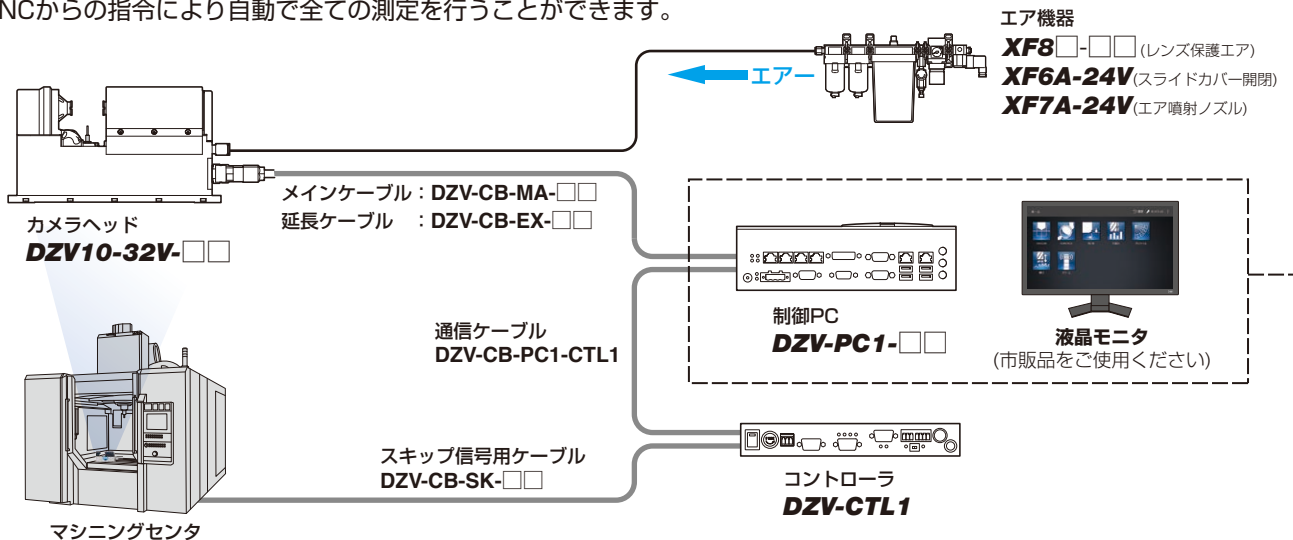 NCからの指令により自動で全ての測定を行うことができます。
エア機器
XF8□-□□(レンズ保護エア)
XF6A-24V(スライドカバー開閉)
XF7A-24V(エア噴射ノズル)
エアー
メインケーブル：DZV-CB-MA-□□
延長ケーブル　：DZV-CB-EX-□□
カメラヘッド
DZV10-32V-□□
制御PC
DZV-PC1-□□
液晶モニタ
(市販品をご使用ください)
通信ケーブル
DZV-CB-PC1-CTL1
スキップ信号用ケーブル
DZV-CB-SK-□□
コントローラ
DZV-CTL1
マシニングセンタ